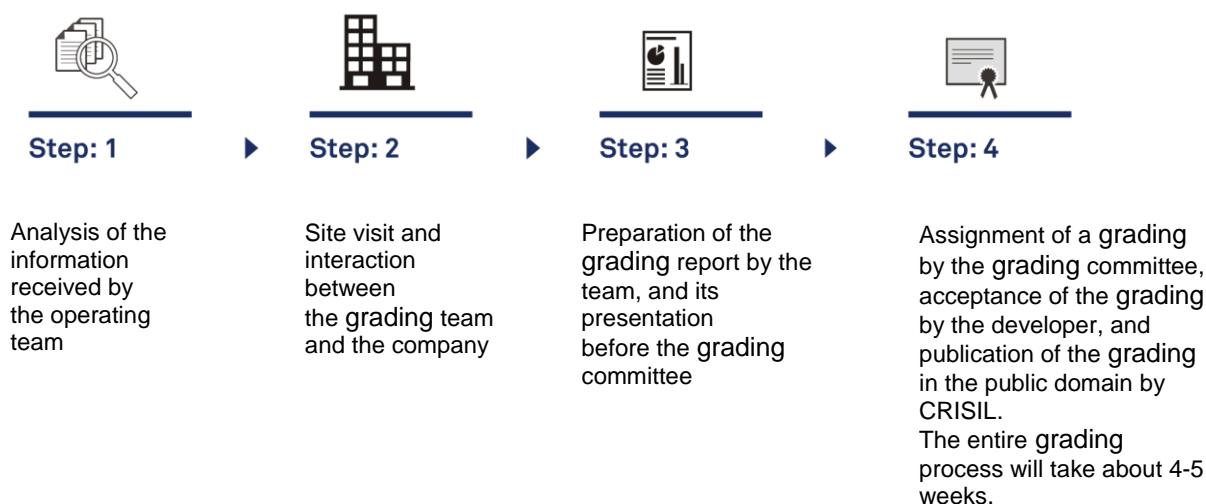 Step: 1
Analysis of the
information
received by
the operating
team
Step: 2
Site visit and
interaction
between
the grading team
and the company
Step: 3
Preparation of the
grading report by the
team, and its
presentation
before the grading
committee
Step: 4
Assignment of a grading
by the grading committee,
acceptance of the grading
by the developer, and
publication of the grading
in the public domain by
CRISIL.
The entire grading
process will take about 4-5
weeks.